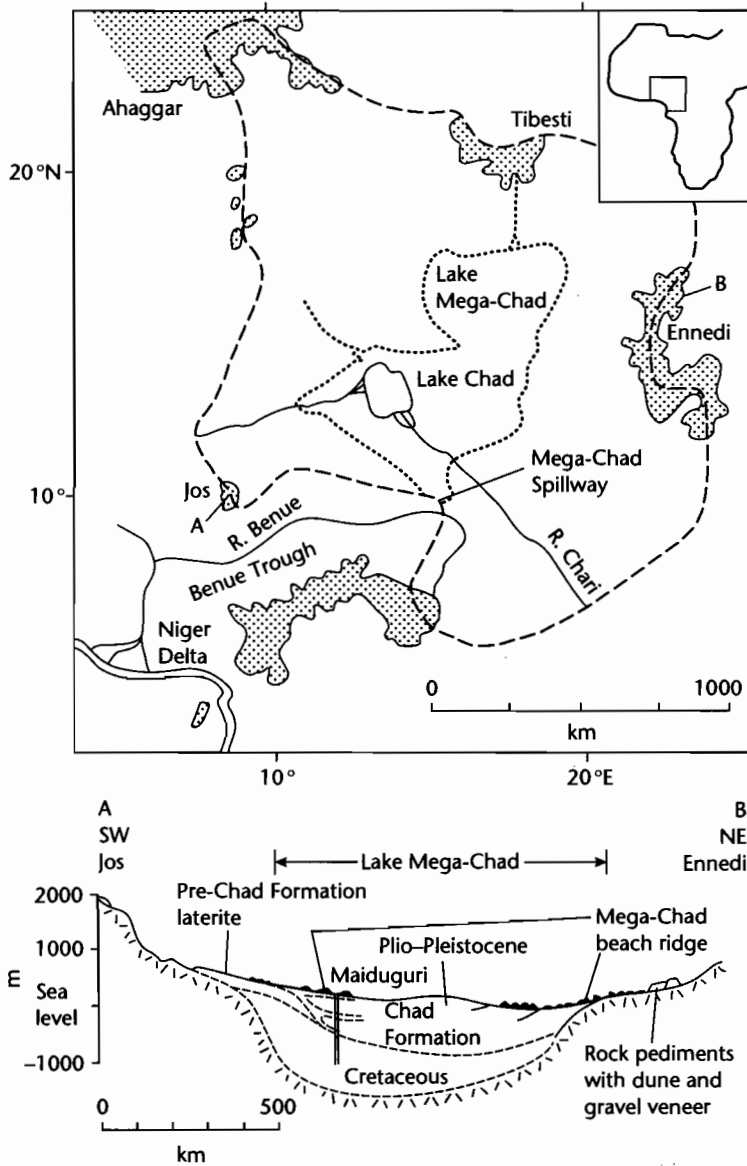 Ahaggar
Tibesti
20°N
B
Lake
Mega-Chad
Ennedi
Lake Chad
Mega-Chad
Spillway
10°
Jos
A
R. Benue
R. Chari
Benue Trough
Niger
Delta
0 1000
km
10° 20°E
A
SW
Jos
B
NE
Ennedi
Lake Mega-Chad
2000
1000
m
Sea
level
–1000
Pre-Chad Formation
laterite
Plio–Pleistocene
Mega-Chad
beach ridge
Maiduguri
Chad
Formation
Cretaceous
Rock pediments
with dune and
gravel veneer
0 500
km